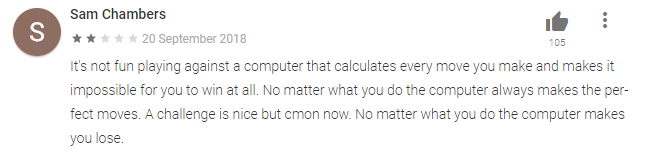 S
Sam Chambers
20 September 2018
105
It's not fun playing against a computer that calculates every move you make and makes it
impossible for you to win at all. No matter what you do the computer always makes the per-
fect moves. A challenge is nice but cmon now. No matter what you do the computer makes
you lose.